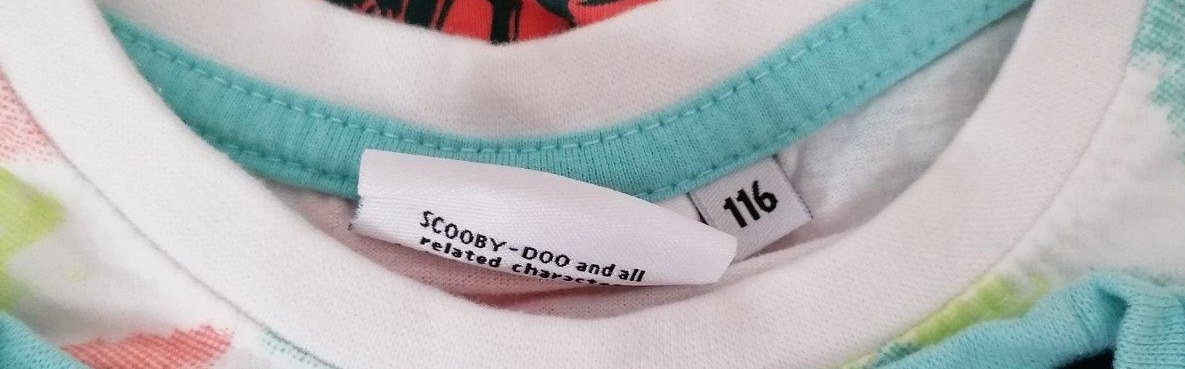 SCOOBY-DOO and all
related
116